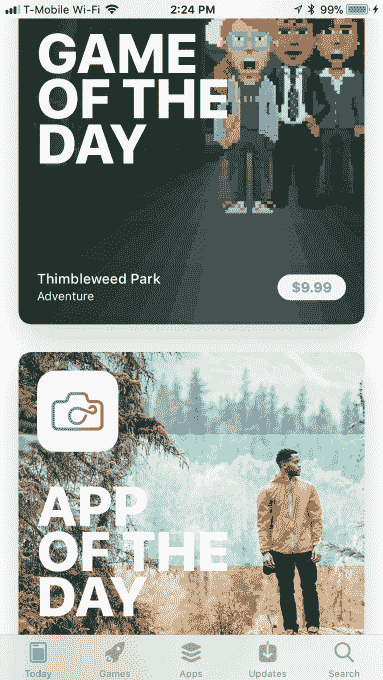 T-Mobile Wi-Fi 2:24 PM 99%
GAME
OF THE
DAY
Thimbleweed Park
Adventure
$9.99
APP
OF THE
DAY
Today Games Apps Updates Search